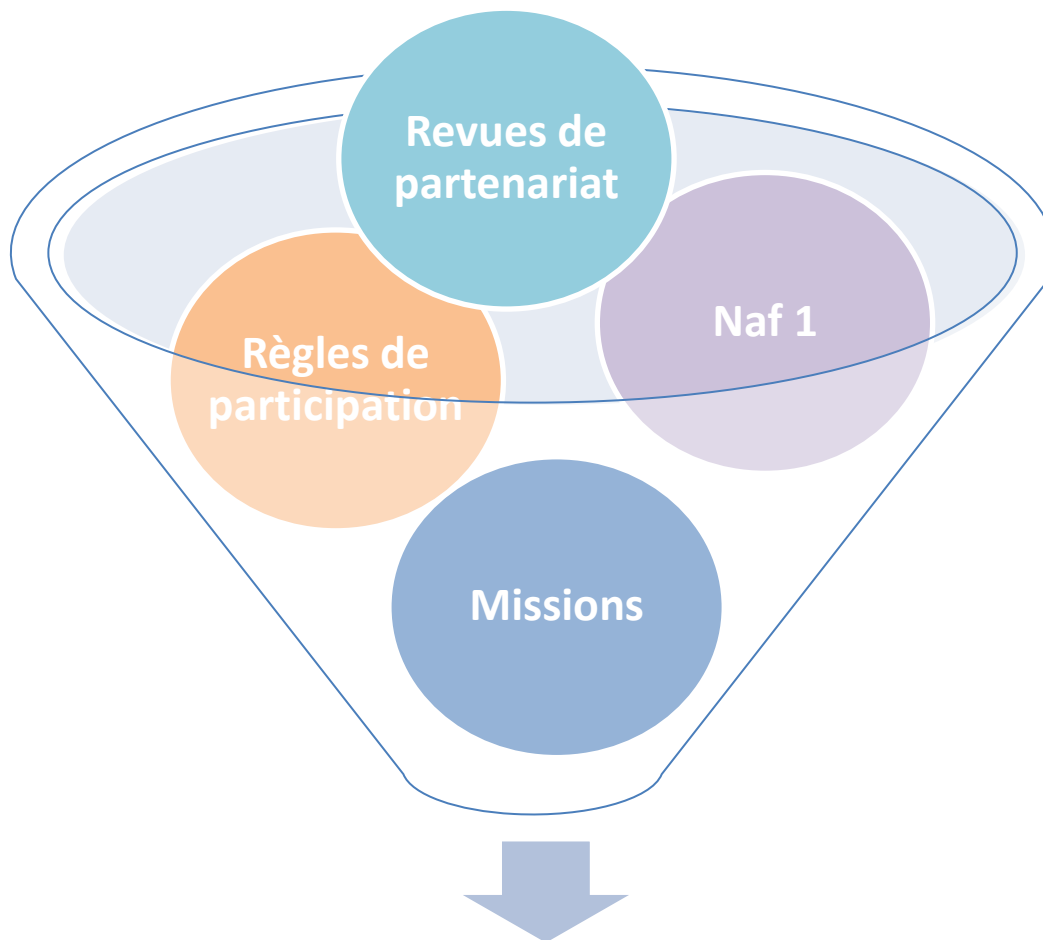 Revues de
partenariat
Naf 1
Règles de
participation
Missions